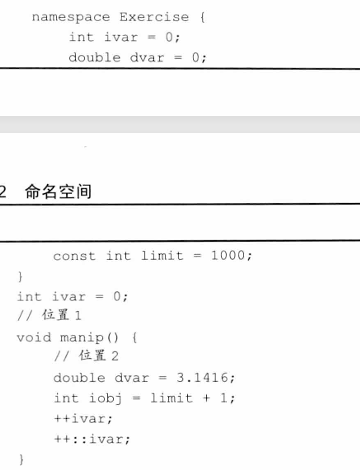 namespace Exercise {
int ivar = 0;
double dvar = 0;
2 命名空间
const int limit = 1000;
}
int ivar = 0;
// 位置1
void manip() {
// 位置2
double dvar = 3.1416;
int iobj = limit + 1;
++ivar;
++::ivar;
}